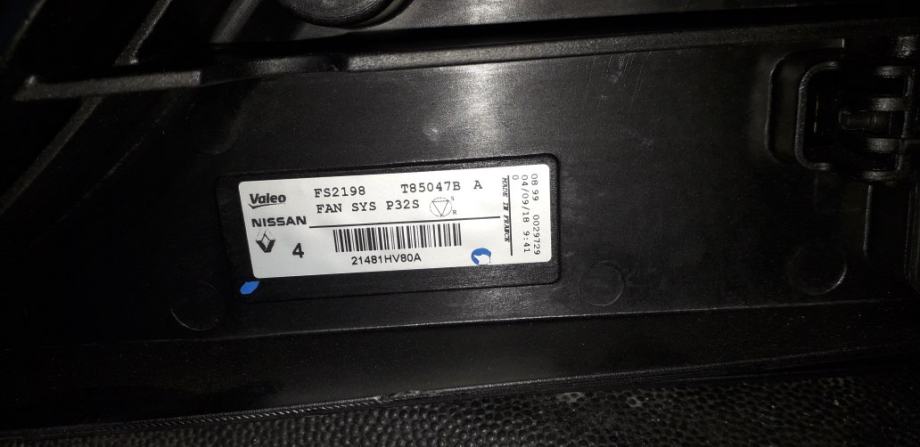 Valeo FS2198 T85047B A
FAN SYS P32S
NISSAN
4
21481HV80A
MADE IN FRANCE
0
04/09/18 9:41
08 99 0029729